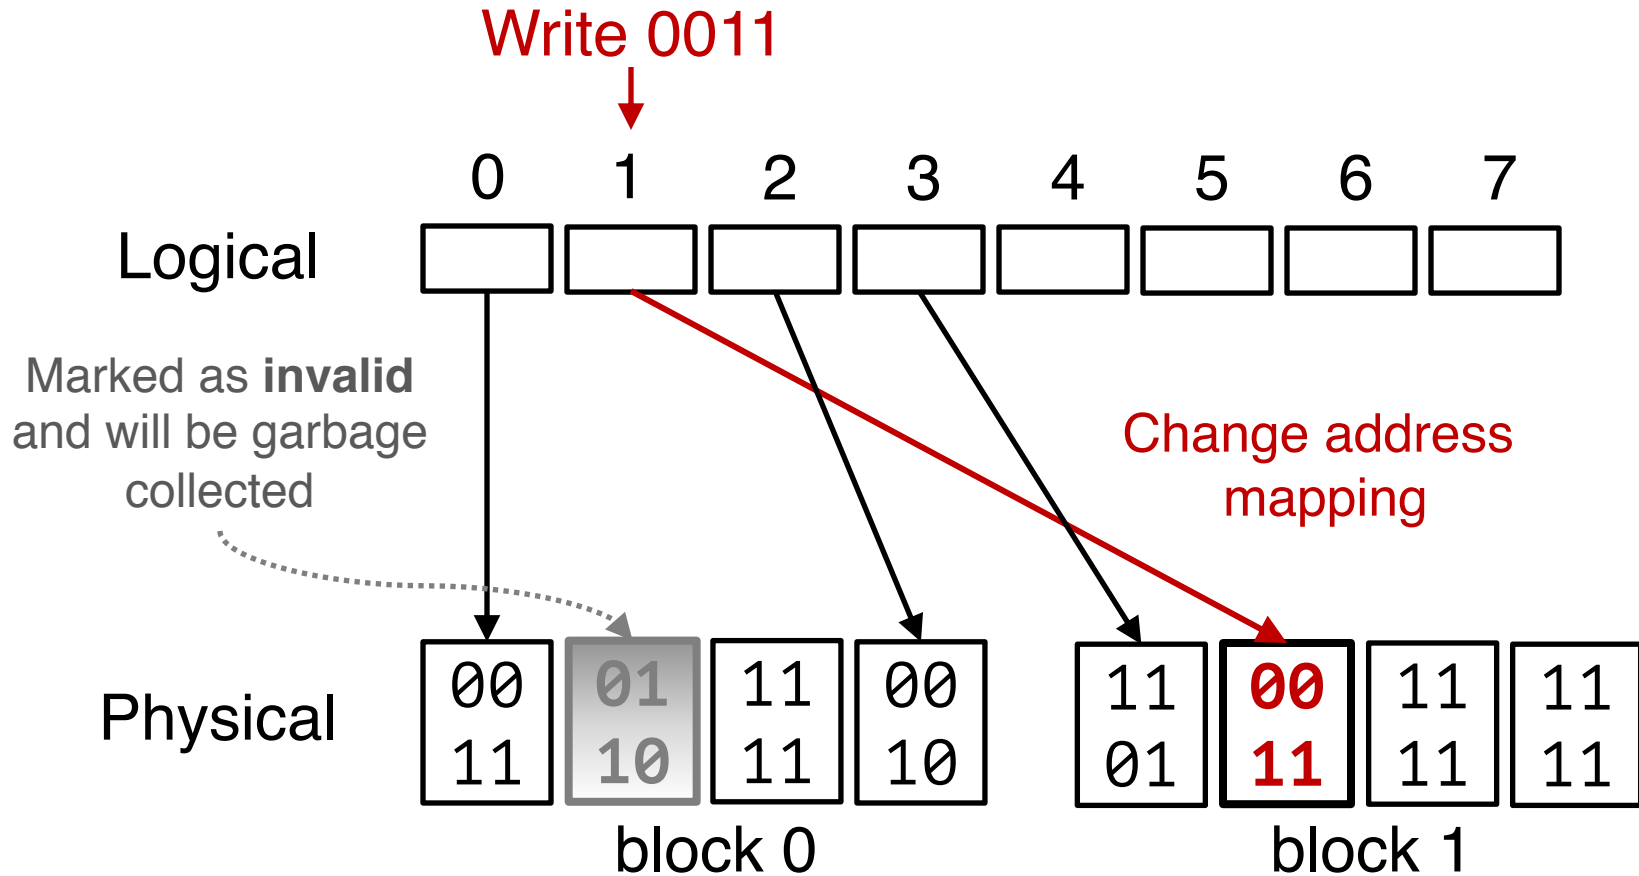 Write 0011
0 1 2 3 4 5 6 7
Logical
Marked as invalid
and will be garbage
collected
Change address
mapping
Physical
00 01 11 00 11 00 11 11
11 10 11 10 01 11 11 11
block 0 block 1